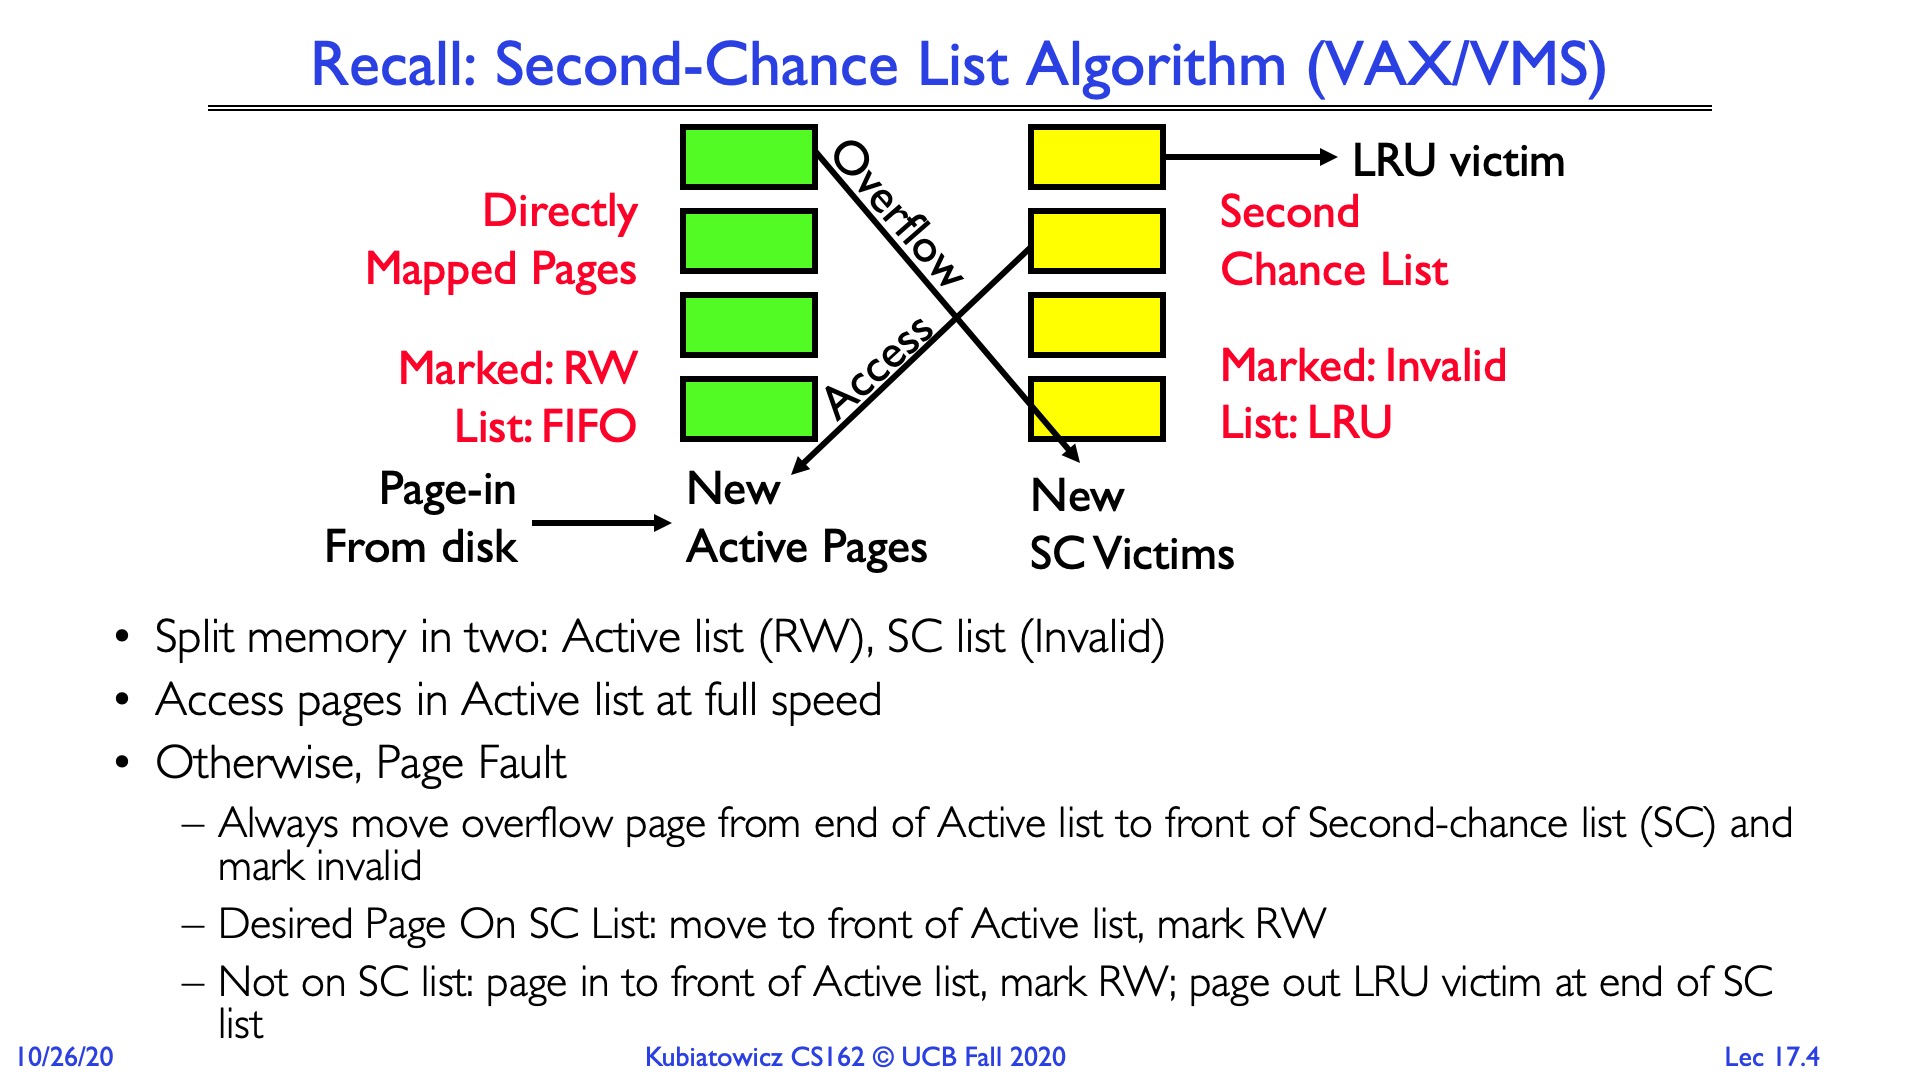 Recall: Second-Chance List Algorithm (VAX/VMS)
Directly
Mapped Pages
Marked: RW
List: FIFO
Overflow
Access
LRU victim
Second
Chance List
Marked: Invalid
List: LRU
Page-in
From disk
New
Active Pages
New
SC Victims
• Split memory in two: Active list (RW), SC list (Invalid)
• Access pages in Active list at full speed
• Otherwise, Page Fault
– Always move overflow page from end of Active list to front of Second-chance list (SC) and
mark invalid
– Desired Page On SC List: move to front of Active list, mark RW
– Not on SC list: page in to front of Active list, mark RW; page out LRU victim at end of SC
list
10/26/20
Kubiatowicz CS162 © UCB Fall 2020
Lec 17.4